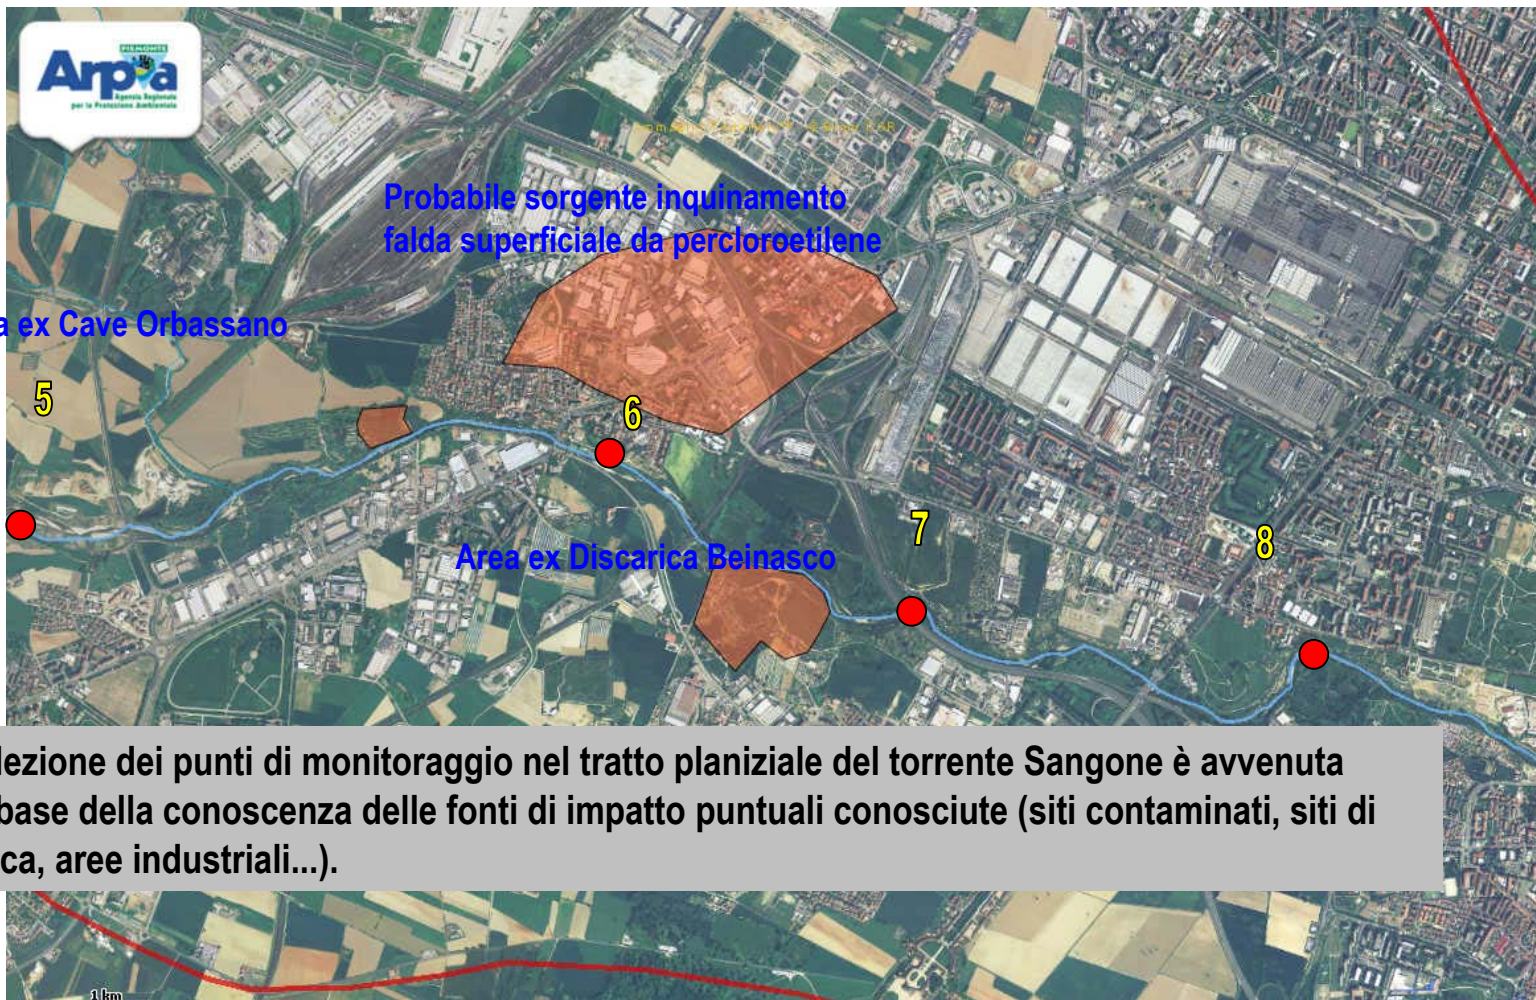 PIEMONTE
Arpa
Agenzia Regionale
per la Protezione Ambientale
Probabile sorgente inquinamento
falda superficiale da percloroetilene
a ex Cave Orbassano
5
6
Area ex Discarica Beinasco
7
8
lezione dei punti di monitoraggio nel tratto planiziale del torrente Sangone è avvenuta
base della conoscenza delle fonti di impatto puntuali conosciute (siti contaminati, siti di
ca, aree industriali...).
1 km